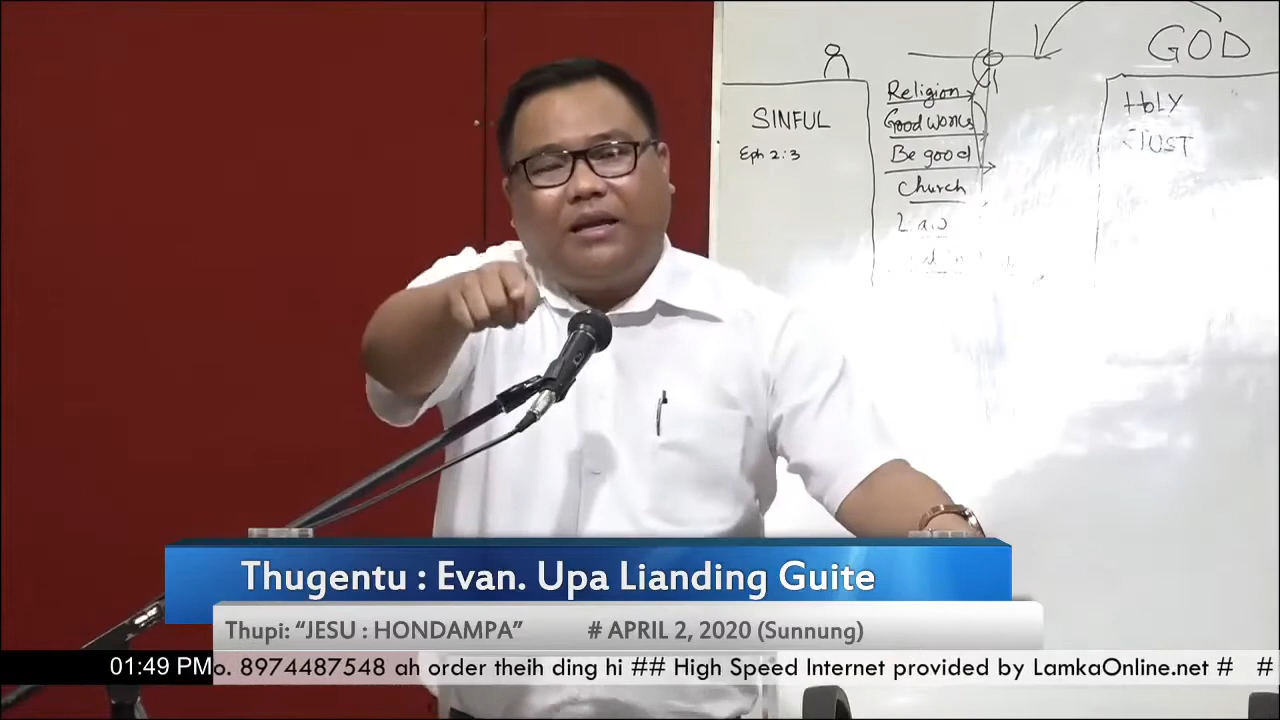 GOD
Religion
HOLY
SINFUL
Good works
JUST
Eph 2:3
Be good
Church
Law
Thugentu : Evan. Upa Lianding Guite
Thupi: “JESU : HONDAMPA” # APRIL 2, 2020 (Sunnung)
01:49 PM o. 8974487548 ah order theih ding hi ## High Speed Internet provided by LamkaOnline.net # #